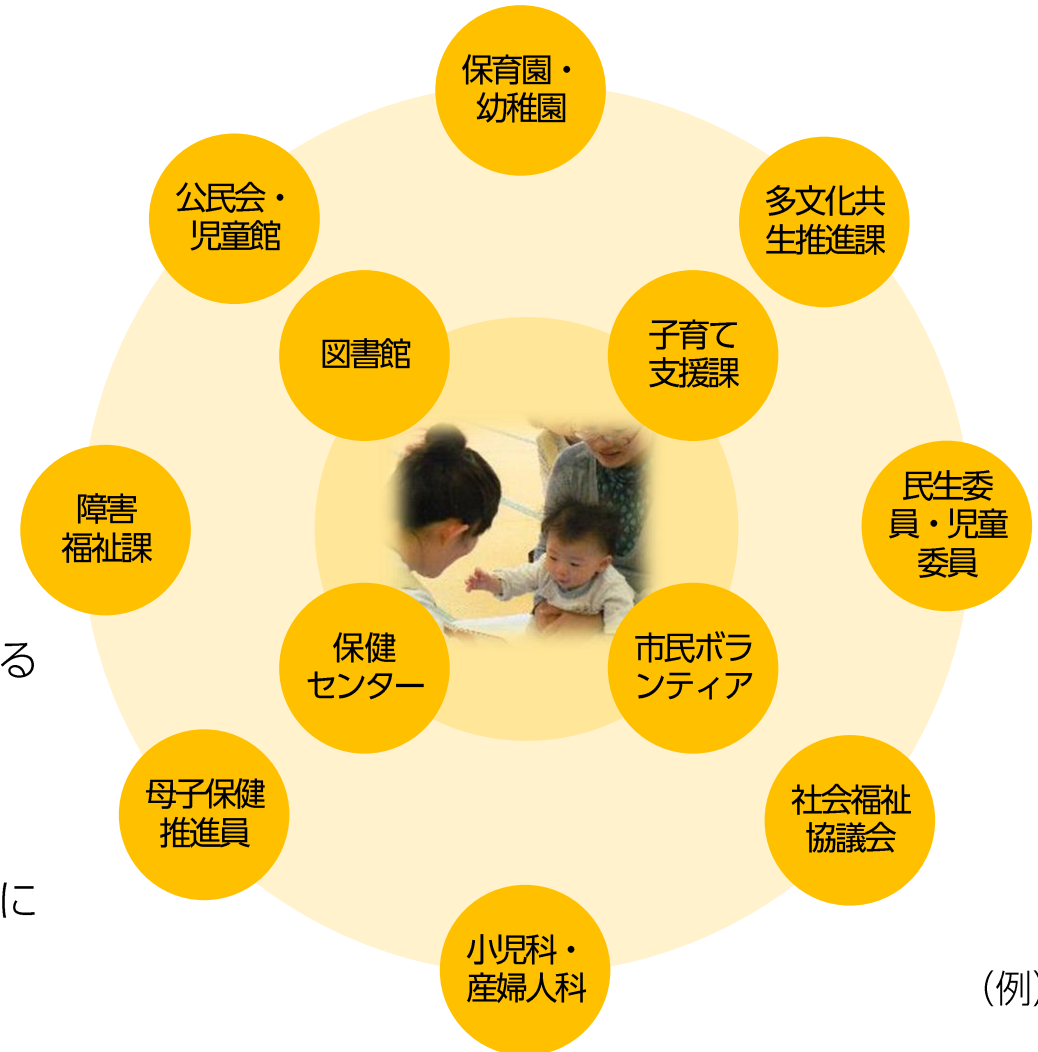 保育園・
幼稚園
公民会・
児童館
多文化共
生推進課
図書館
子育て
支援課
障害
福祉課
民生委
員・児童
委員
る
保健
センター
市民ボラ
ンティア
母子保健
推進員
社会福祉
協議会
に
小児科・
産婦人科
（例）